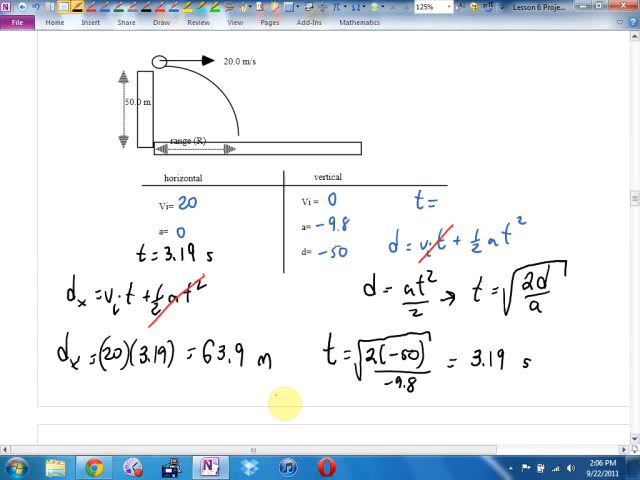 125%
Lesson 6 Proje...
File Home Insert Share Draw Review View Add-Ins Mathematics
20.0 m/s
50.0 m
range (R)
horizontal vertical
Vi= 20 Vi = 0 t =
a= 0 a= -9.8 d = vᵢt + ½at²
t = 3.19 s d= -50
dₓ = vᵢt + ½at² d = at²/2 → t = √(2d/a)
dₓ = (20)(3.19) = 63.9 m t = √(2(-50)/-9.8) = 3.19 s
2:06 PM
9/22/2011